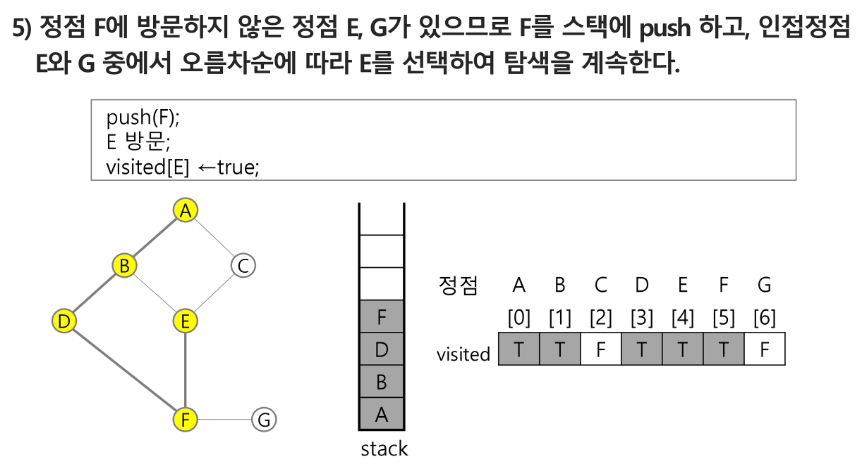 5) 정점 F에 방문하지 않은 정점 E, G가 있으므로 F를 스택에 push 하고, 인접정점
E와 G 중에서 오름차순에 따라 E를 선택하여 탐색을 계속한다.
push(F);
E 방문;
visited[E] ←true;
A
B
C
D
E
F
G
F
D
B
A
stack
정점 A B C D E F G
[0] [1] [2] [3] [4] [5] [6]
visited T T F T T T F